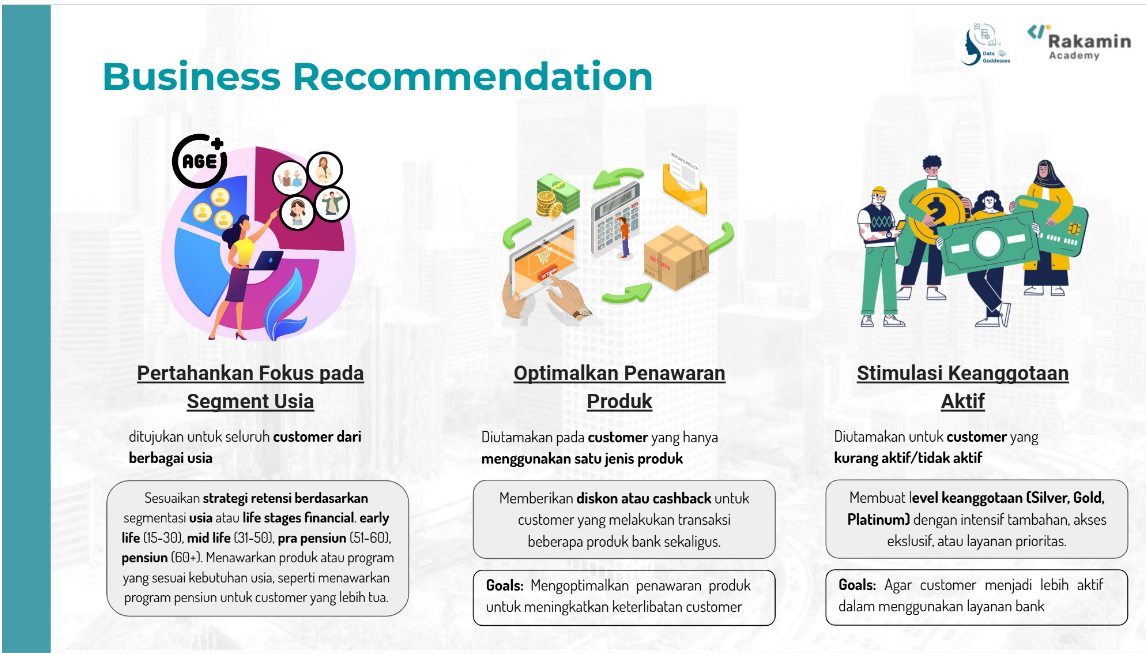 Data
Goddesses
Rakamin
Academy
Business Recommendation
AGE
Pertahankan Fokus pada
Segment Usia
ditujukan untuk seluruh customer dari
berbagai usia
Sesuaikan strategi retensi berdasarkan
segmentasi usia atau life stages financial. early
life (15-30), mid life (31-50), pra pensiun (51-60),
pensiun (60+). Menawarkan produk atau program
yang sesuai kebutuhan usia, seperti menawarkan
program pensiun untuk customer yang lebih tua.
RETURN
Optimalkan Penawaran
Produk
Diutamakan pada customer yang hanya
menggunakan satu jenis produk
Memberikan diskon atau cashback untuk
customer yang melakukan transaksi
beberapa produk bank sekaligus.
Goals: Mengoptimalkan penawaran produk
untuk meningkatkan keterlibatan customer
Stimulasi Keanggotaan
Aktif
Diutamakan untuk customer yang
kurang aktif/tidak aktif
Membuat level keanggotaan (Silver, Gold,
Platinum) dengan intensif tambahan, akses
ekslusif, atau layanan prioritas.
Goals: Agar customer menjadi lebih aktif
dalam menggunakan layanan bank